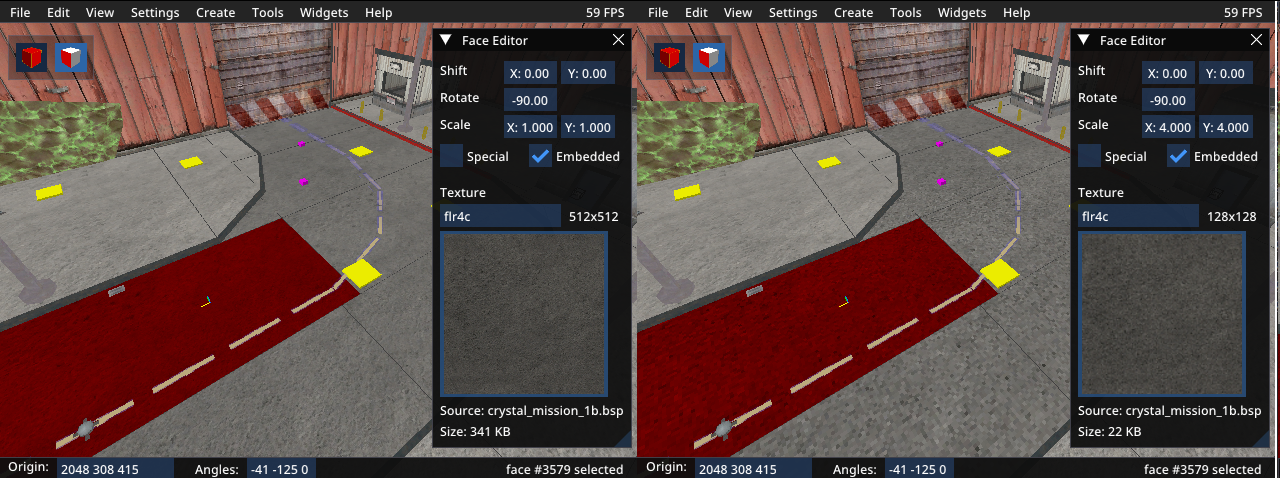 File Edit View Settings Create Tools Widgets Help 59 FPS
Face Editor
Shift X: 0.00 Y: 0.00
Rotate -90.00
Scale X: 1.000 Y: 1.000
Special Embedded
Texture
flr4c 512x512
Source: crystal_mission_1b.bsp
Size: 341 KB
Origin: 2048 308 415 Angles: -41 -125 0 face #3579 selected
File Edit View Settings Create Tools Widgets Help 59 FPS
Face Editor
Shift X: 0.00 Y: 0.00
Rotate -90.00
Scale X: 4.000 Y: 4.000
Special Embedded
Texture
flr4c 128x128
Source: crystal_mission_1b.bsp
Size: 22 KB
Origin: 2048 308 415 Angles: -41 -125 0 face #3579 selected